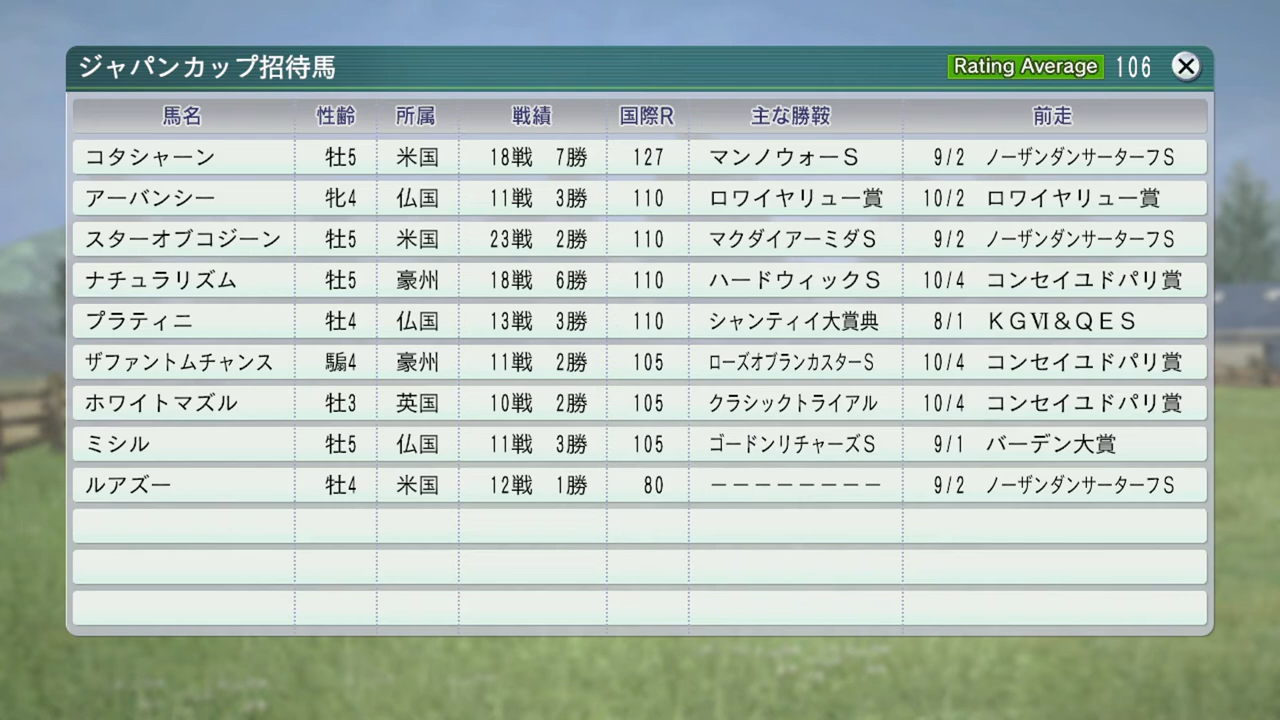 ジャパンカップ招待馬 Rating Average 106
馬名 性齢 所属 戦績 国際R 主な勝鞍 前走
コタシャーン 牡5 米国 18戦 7勝 127 マンノウォーS 9/2 ノーザンダンサーターフS
アーバンシー 牝4 仏国 11戦 3勝 110 ロワイヤリュー賞 10/2 ロワイヤリュー賞
スターオブコジーン 牡5 米国 23戦 2勝 110 マクダイアーミダS 9/2 ノーザンダンサーターフS
ナチュラリズム 牡5 豪州 18戦 6勝 110 ハードウィックS 10/4 コンセイユドパリ賞
プラティニ 牡4 仏国 13戦 3勝 110 シャンティイ大賞典 8/1 KGⅥ&QES
ザファントムチャンス 騸4 豪州 11戦 2勝 105 ローズオブランカスターS 10/4 コンセイユドパリ賞
ホワイトマズル 牡3 英国 10戦 2勝 105 クラシックトライアル 10/4 コンセイユドパリ賞
ミシル 牡5 仏国 11戦 3勝 105 ゴードンリチャーズS 9/1 バーデン大賞
ルアズー 牡4 米国 12戦 1勝 80 －－－－－－－－ 9/2 ノーザンダンサーターフS